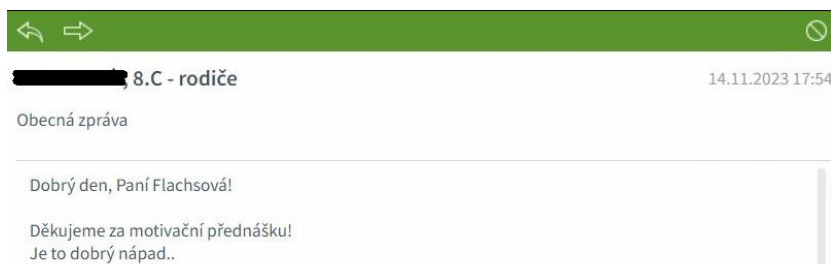 8.C - rodiče
14.11.2023 17:54
Obecná zpráva
Dobrý den, Paní Flachsová!
Děkujeme za motivační přednášku!
Je to dobrý nápad..